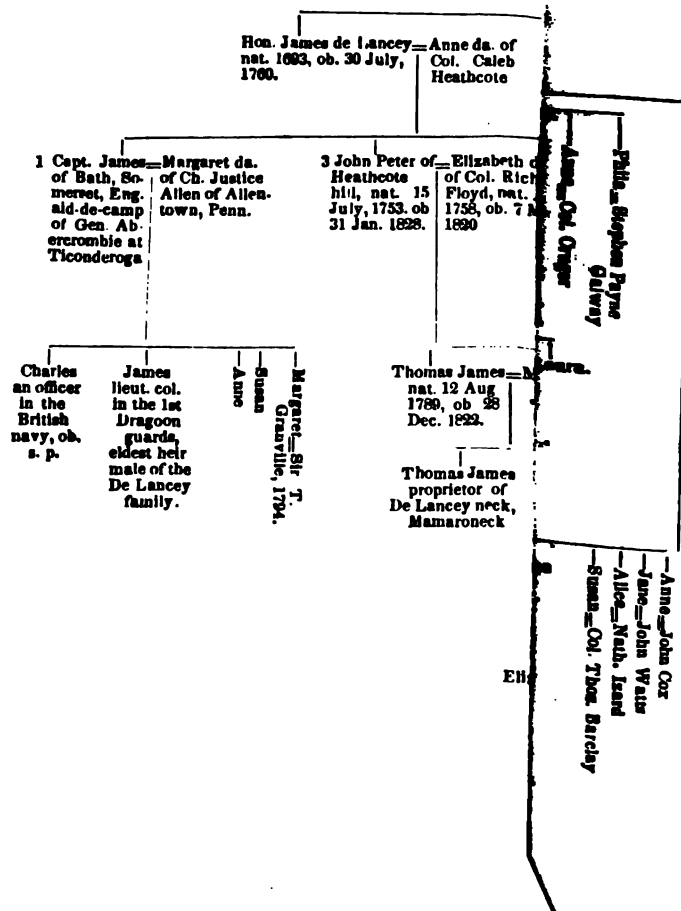 Hon. James de Lancey=Anne da. of
nat. 1693, ob. 30 July, Col. Caleb
1760. Heathcote
1 Capt. James=Margaret da.
of Bath, So- of Ch. Justice
merset, Eng. Allen of Allen-
aid-de-camp town, Penn.
of Gen. Ab-
ercrombie at
Ticonderoga
3 John Peter of=Elizabeth
Heathcote of Col. Rich
hill, nat. 15 Floyd, nat.
July, 1753. ob 1758, ob. 7
31 Jan. 1828. 1820
Phila=Stephen Payne
Galway
Anne=Col. Cruger
Charles
an officer
in the
British
navy, ob.
s. p.
James
lieut. col.
in the 1st
Dragoon
guards,
eldest heir
male of the
De Lancey
family.
Anne
Susan
Margaret=Sir T.
Granville, 1794.
Thomas James=
nat. 12 Aug
1789, ob 28
Dec. 1822.
Thomas James
proprietor of
De Lancey neck,
Mamaroneck
Anne=John Cox
Jane=John Watts
Alice=Nath. Izard
Susan=Col. Thos. Barclay